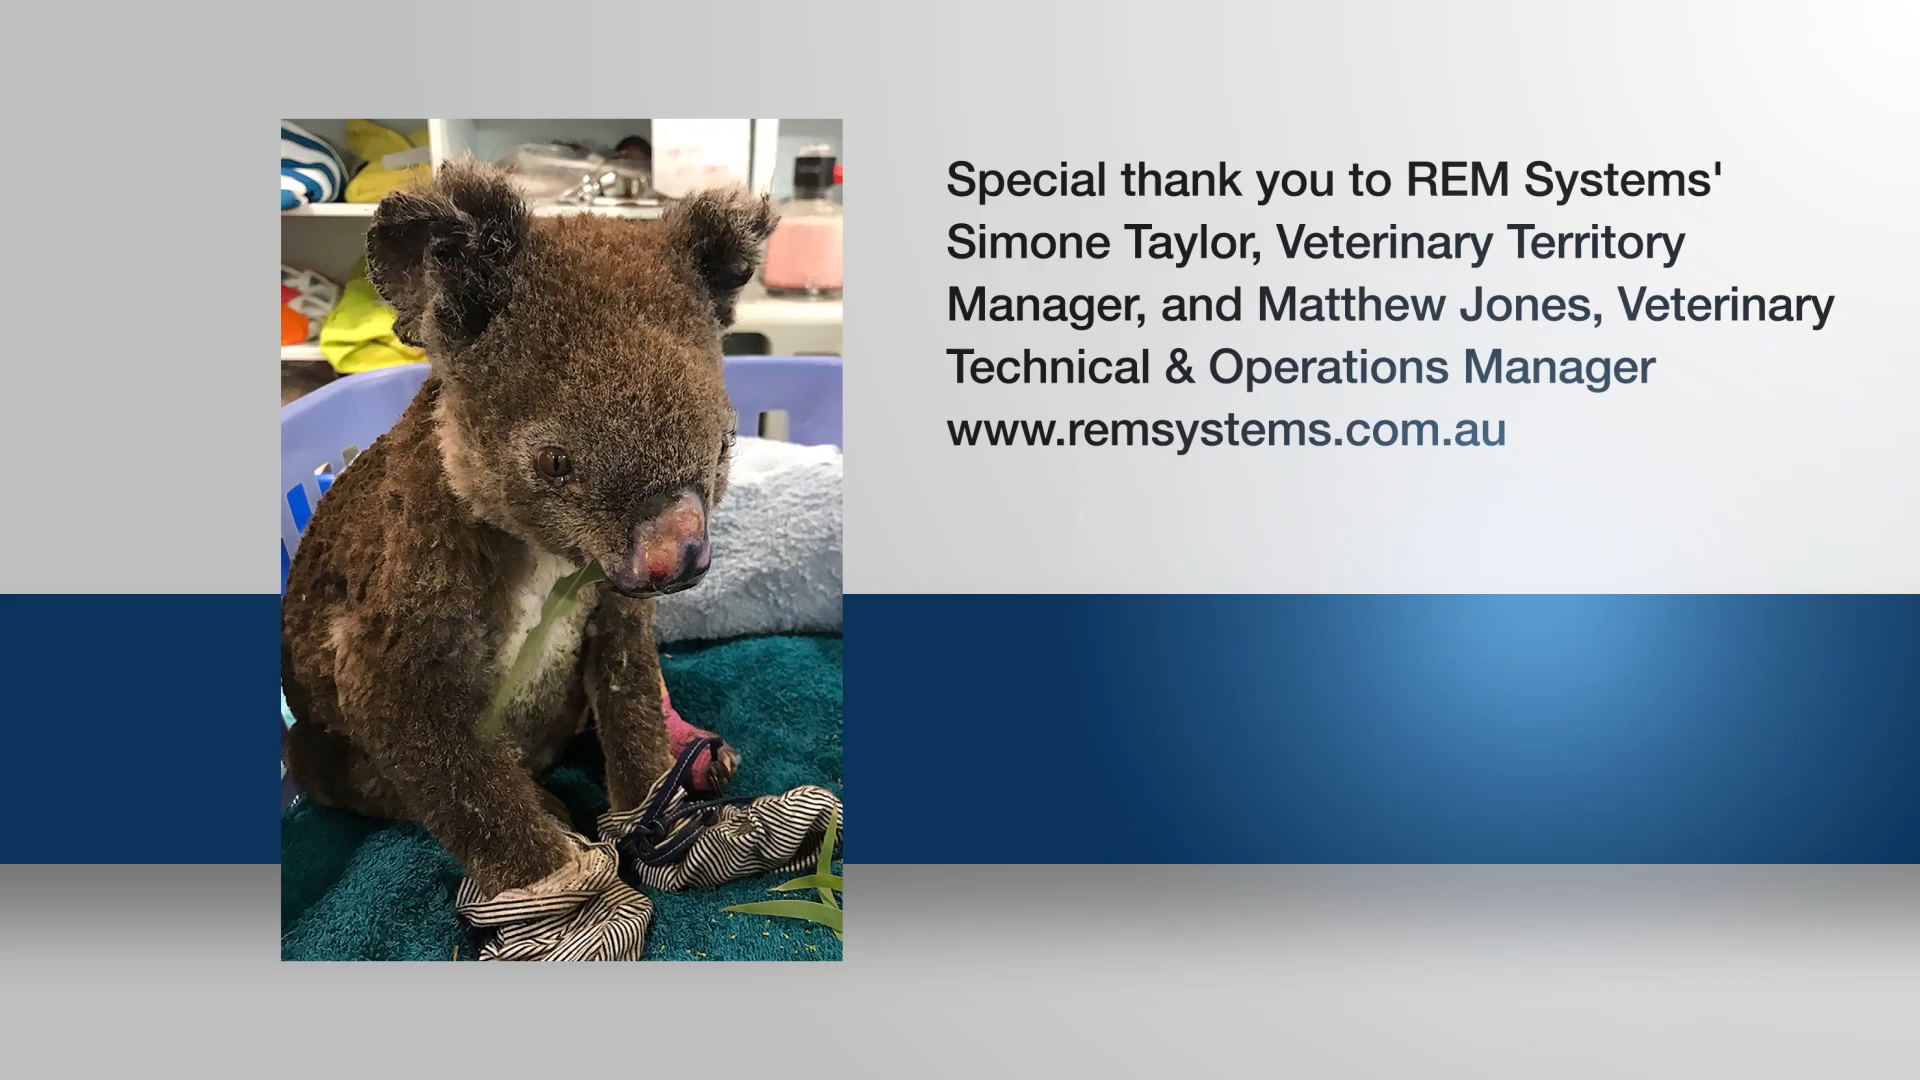 Special thank you to REM Systems'
Simone Taylor, Veterinary Territory
Manager, and Matthew Jones, Veterinary
Technical & Operations Manager
www.remsystems.com.au